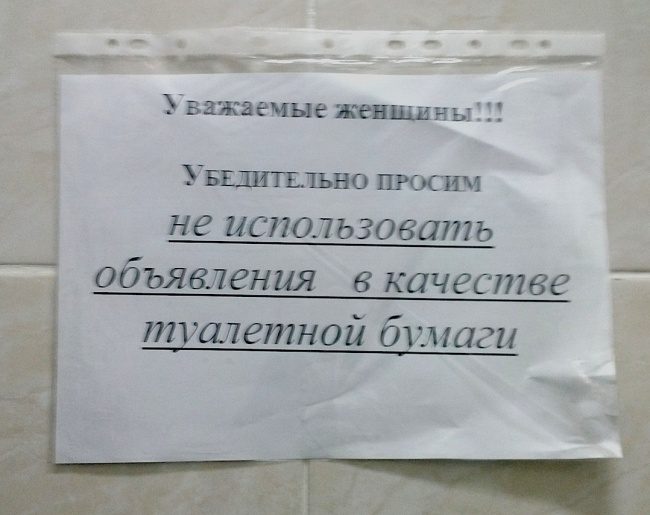 Уважаемые женщины!!!
Убедительно просим
не использовать
объявления в качестве
туалетной бумаги